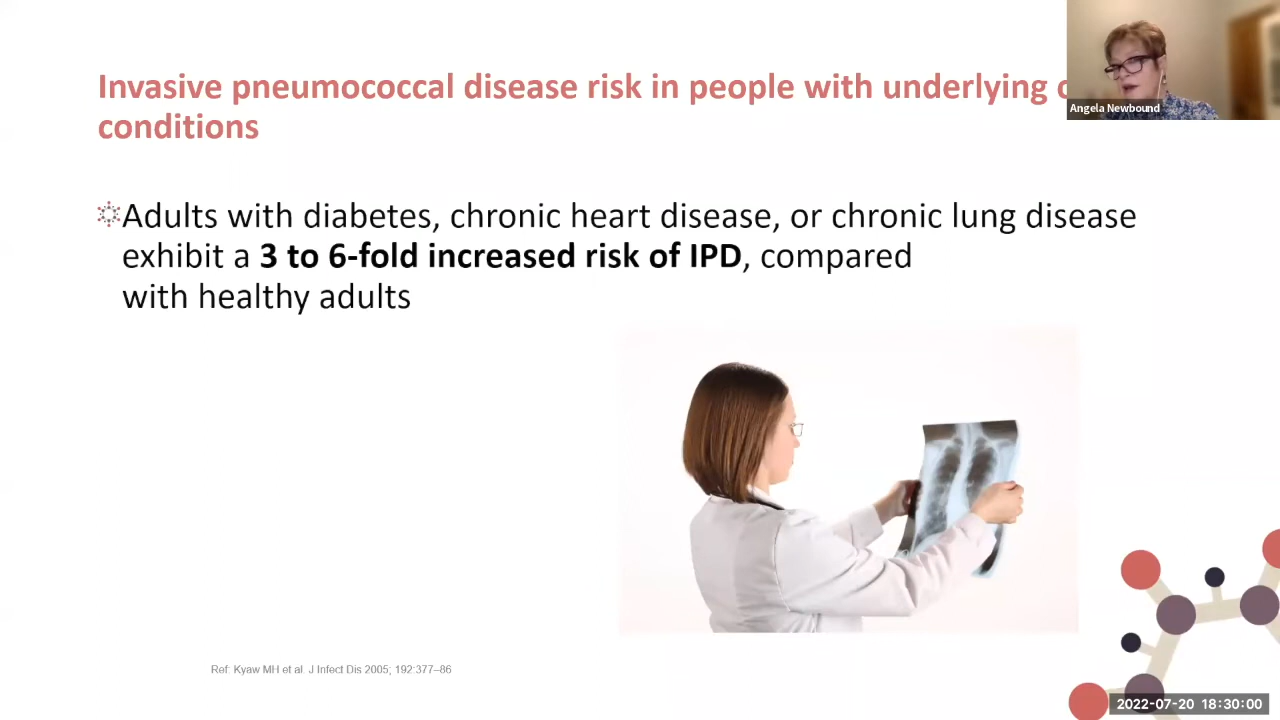 Invasive pneumococcal disease risk in people with underlying
conditions
Angela Newbound
Adults with diabetes, chronic heart disease, or chronic lung disease
exhibit a 3 to 6-fold increased risk of IPD, compared
with healthy adults
Ref: Kyaw MH et al. J Infect Dis 2005; 192:377–86
2022-07-20 18:30:00